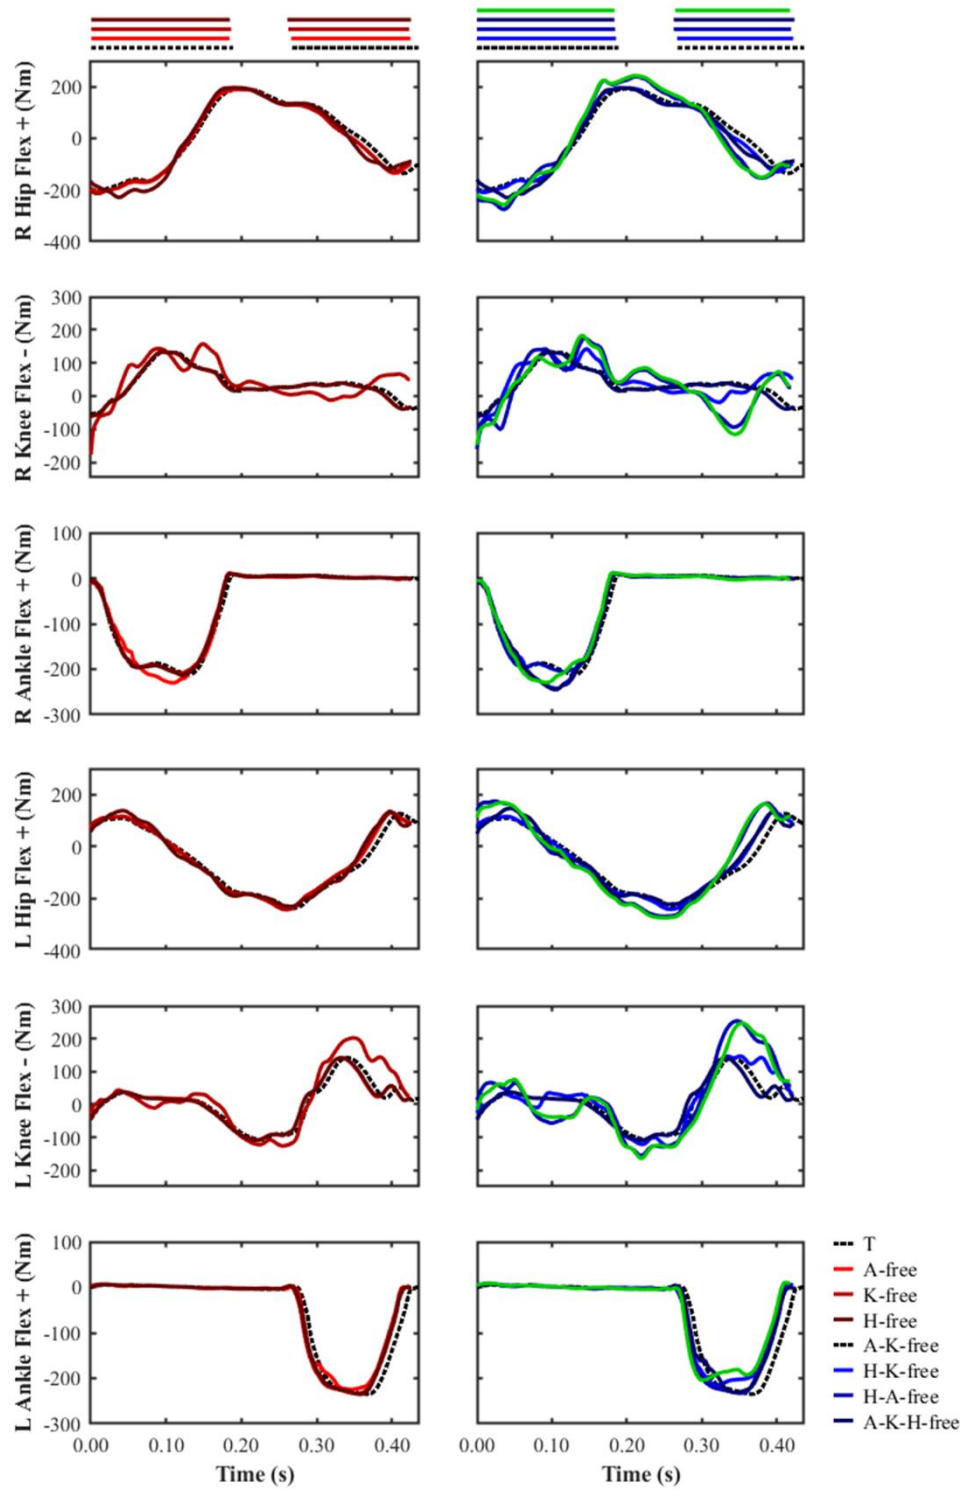 R Hip Flex + (Nm)
200
0
-200
-400
R Knee Flex - (Nm)
300
200
100
0
-100
-200
R Ankle Flex + (Nm)
100
0
-100
-200
-300
L Hip Flex + (Nm)
200
0
-200
-400
L Knee Flex - (Nm)
300
200
100
0
-100
-200
L Ankle Flex + (Nm)
100
0
-100
-200
-300
0.00 0.10 0.20 0.30 0.40
0.00 0.10 0.20 0.30 0.40
Time (s)
Time (s)
T
A-free
K-free
H-free
A-K-free
H-K-free
H-A-free
A-K-H-free